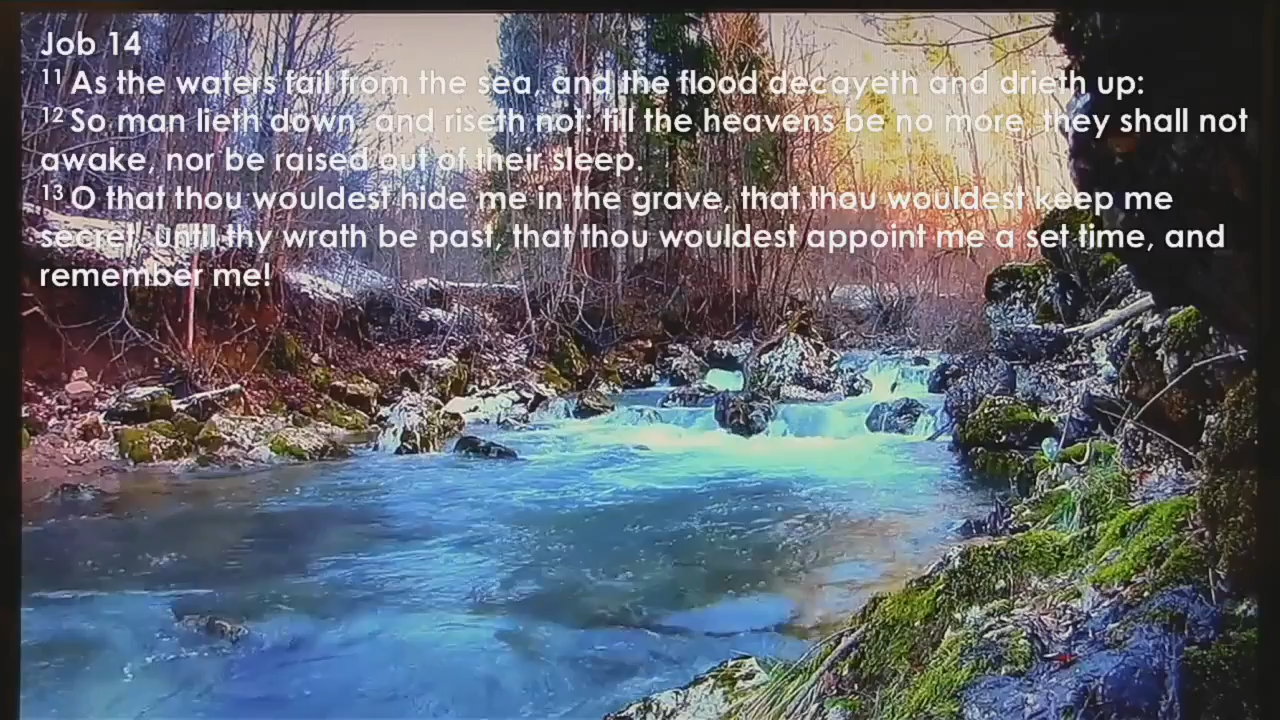 Job 14
11 As the waters fail from the sea, and the flood decayeth and drieth up:
12 So man lieth down, and riseth not: till the heavens be no more, they shall not
awake, nor be raised out of their sleep.
13 O that thou wouldest hide me in the grave, that thou wouldest keep me
secret, until thy wrath be past, that thou wouldest appoint me a set time, and
remember me!